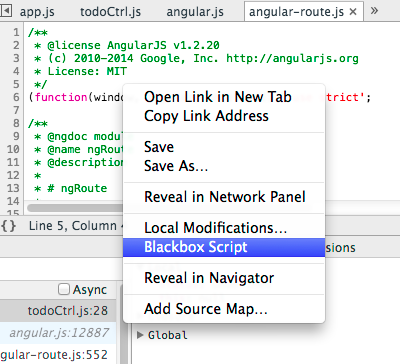 app.js
todoCtrl.js
angular.js
angular-route.js ×
1 /**
2 * @license AngularJS v1.2.20
3 * (c) 2010-2014 Google, Inc. http://angularjs.org
4 * License: MIT
5 */
6 (function(window trict';
7
8 /**
9 * @ngdoc modul
10 * @name ngRout
11 * @description
12 *
13 * # ngRoute
14
{} Line 5, Column
Open Link in New Tab
Copy Link Address
Save
Save As...
Reveal in Network Panel
Local Modifications...
Blackbox Script
Reveal in Navigator
Add Source Map...
sions
Async
todoCtrl.js:28
angular.js:12887
gular-route.js:552
Global